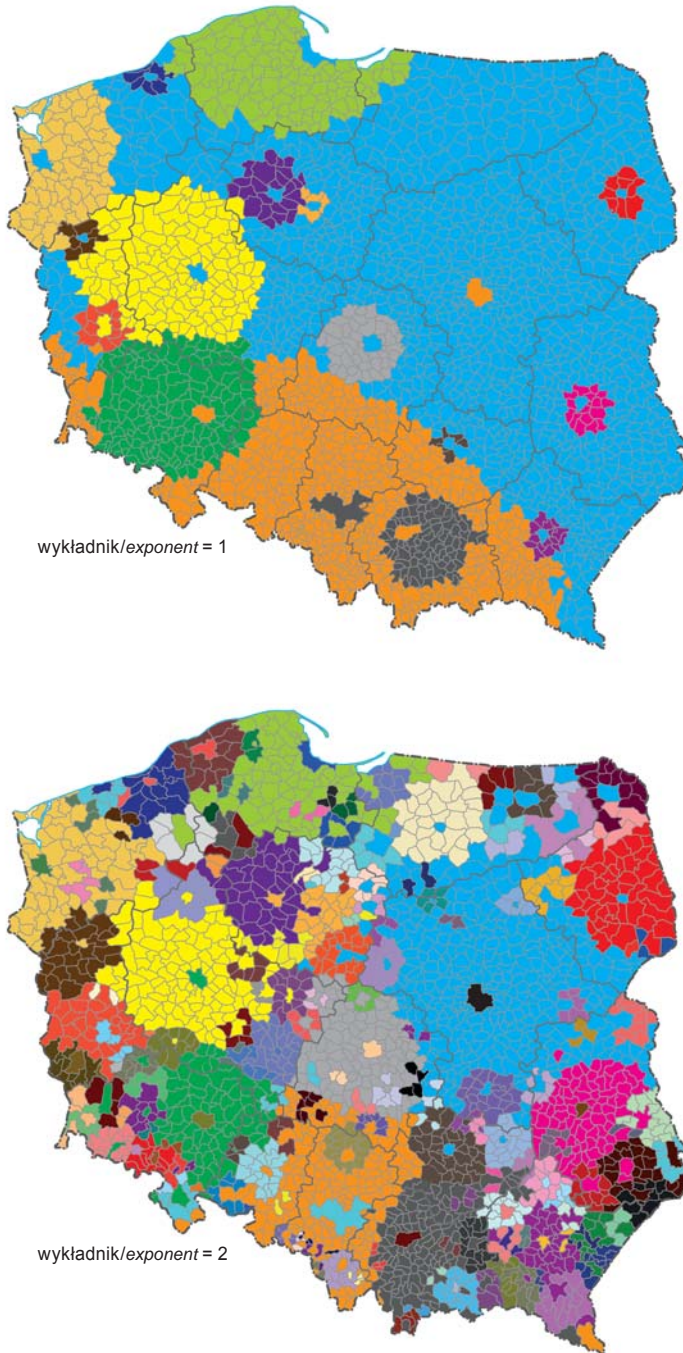 wykładnik/exponent = 1
wykładnik/exponent = 2